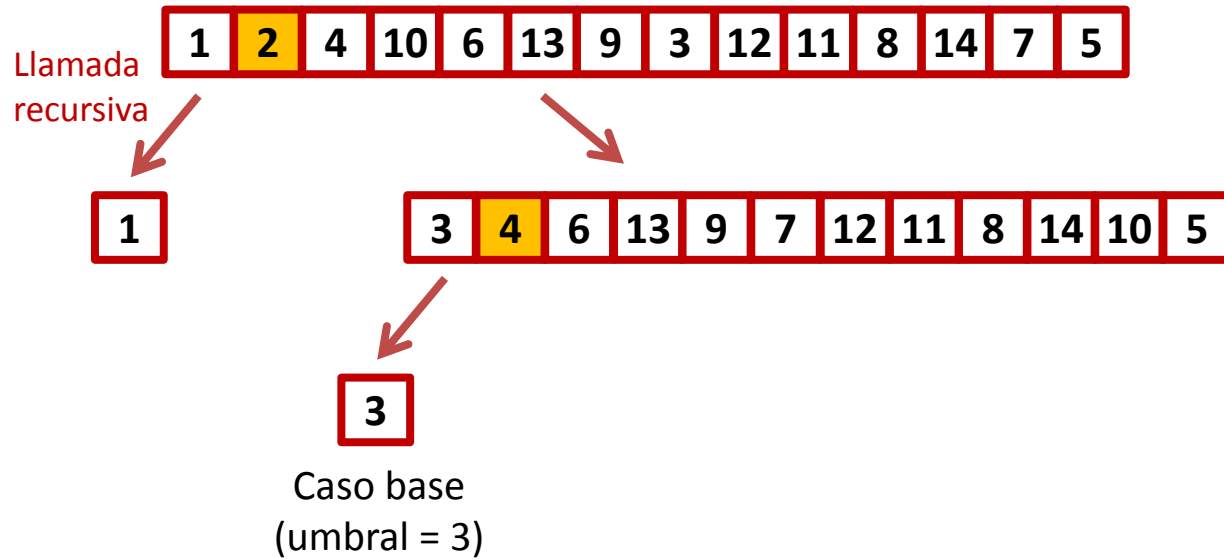 1 2 4 10 6 13 9 3 12 11 8 14 7 5
Llamada
recursiva
1
3 4 6 13 9 7 12 11 8 14 10 5
3
Caso base
(umbral = 3)